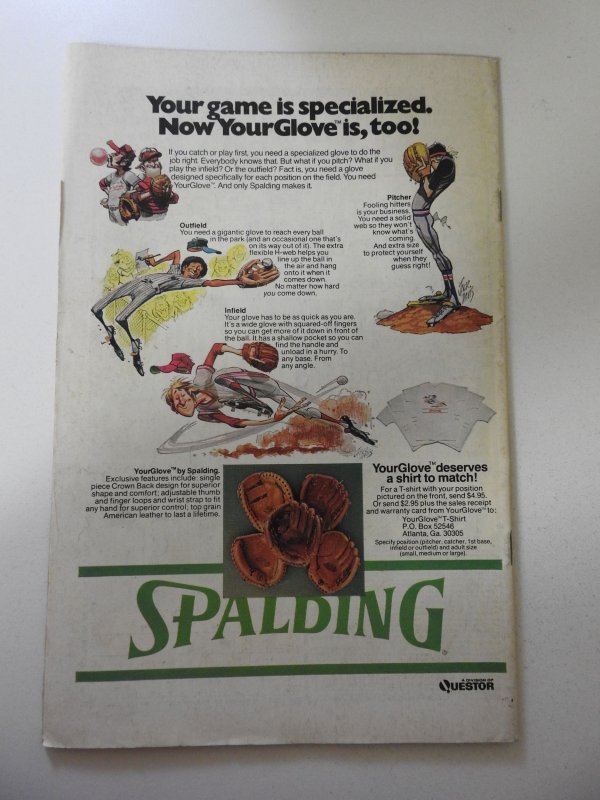 Your game is specialized.
Now YourGlove™ is, too!
If you catch or play first, you need a specialized glove to do the
job right. Everybody knows that. But what if you pitch? What if you
play the infield? Or the outfield? Fact is, you need a glove
designed specifically for each position on the field. You need
YourGlove™. And only Spalding makes it.
Pitcher
Fooling hitters
is your business.
You need a solid
web so they won't
know what's
coming.
And extra size
to protect yourself
when they
guess right!
Outfield
You need a gigantic glove to reach every ball
in the park (and an occasional one that's
on its way out of it). The extra
flexible H-web helps you
line up the ball in
the air and hang
onto it when it
comes down.
No matter how hard
you come down.
Infield
Your glove has to be as quick as you are.
It's a wide glove with squared-off fingers
so you can get more of it down in front of
the ball. It has a shallow pocket so you can
find the handle and
unload in a hurry. To
any base. From
any angle.
YourGlove™ by Spalding.
Exclusive features include: single
piece Crown Back design for superior
shape and comfort; adjustable thumb
and finger loops and wrist strap to fit
any hand for superior control; top grain
American leather to last a lifetime.
YourGlove™ deserves
a shirt to match!
For a T-shirt with your position
pictured on the front, send $4.95.
Or send $2.95 plus the sales receipt
and warranty card from YourGlove™ to:
YourGlove™ T-Shirt
P.O. Box 52546
Atlanta, Ga. 30305
Specify position (pitcher, catcher, 1st base,
infield or outfield) and adult size
(small, medium or large).
SPALDING
A DIVISION OF
QUESTOR